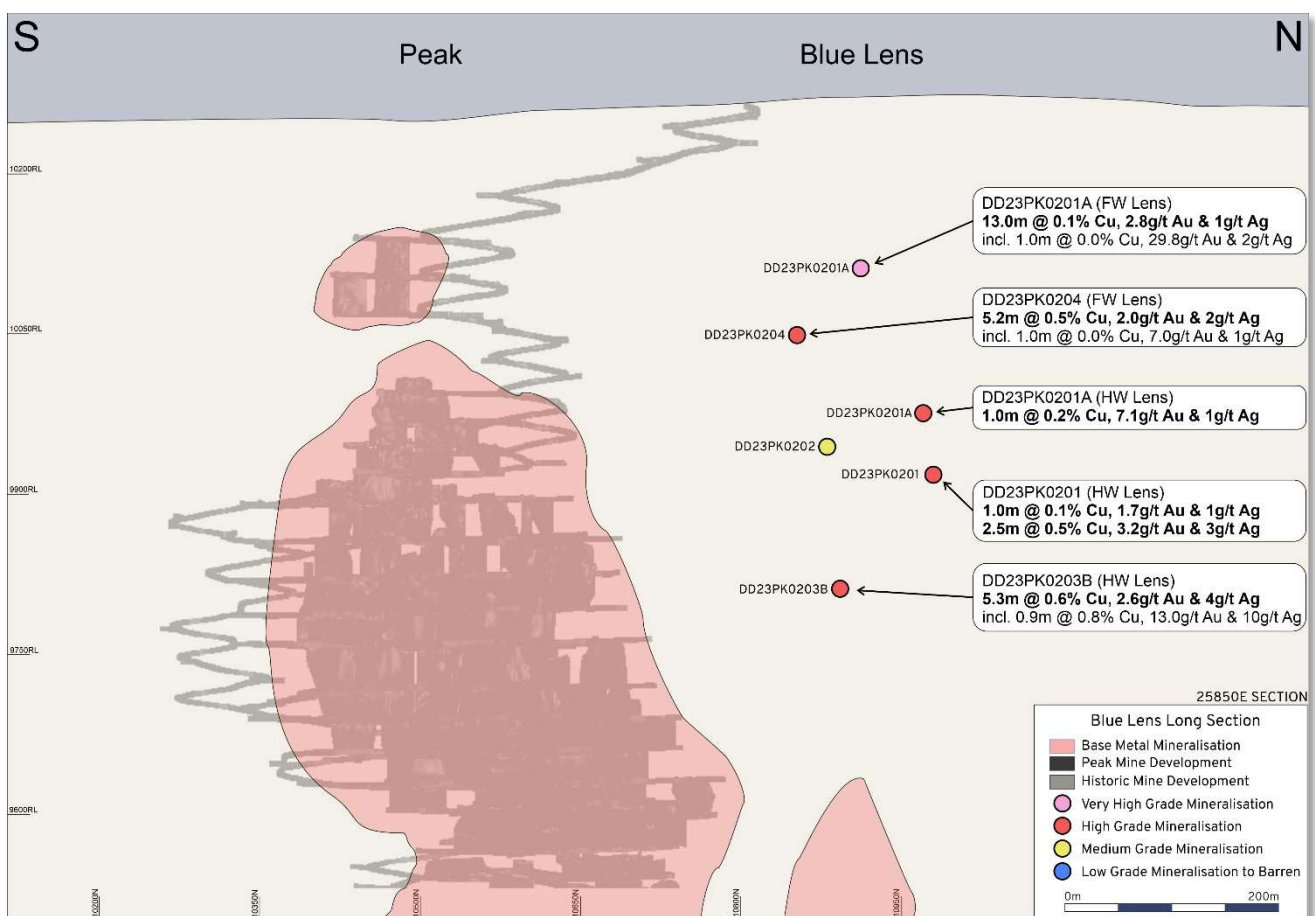 S
Peak
Blue Lens
N
10200RL
DD23PK0201A (FW Lens)
13.0m @ 0.1% Cu, 2.8g/t Au & 1g/t Ag
incl. 1.0m @ 0.0% Cu, 29.8g/t Au & 2g/t Ag
DD23PK0201A
10050RL
DD23PK0204
DD23PK0204 (FW Lens)
5.2m @ 0.5% Cu, 2.0g/t Au & 2g/t Ag
incl. 1.0m @ 0.0% Cu, 7.0g/t Au & 1g/t Ag
DD23PK0201A
DD23PK0201A (HW Lens)
1.0m @ 0.2% Cu, 7.1g/t Au & 1g/t Ag
DD23PK0202
DD23PK0201
9900RL
DD23PK0201 (HW Lens)
1.0m @ 0.1% Cu, 1.7g/t Au & 1g/t Ag
2.5m @ 0.5% Cu, 3.2g/t Au & 3g/t Ag
DD23PK0203B
DD23PK0203B (HW Lens)
5.3m @ 0.6% Cu, 2.6g/t Au & 4g/t Ag
incl. 0.9m @ 0.8% Cu, 13.0g/t Au & 10g/t Ag
9750RL
9600RL
25850E SECTION
Blue Lens Long Section
Base Metal Mineralisation
Peak Mine Development
Historic Mine Development
Very High Grade Mineralisation
High Grade Mineralisation
Medium Grade Mineralisation
Low Grade Mineralisation to Barren
0m
200m
10200N
10350N
10500N
10650N
10800N
10950N